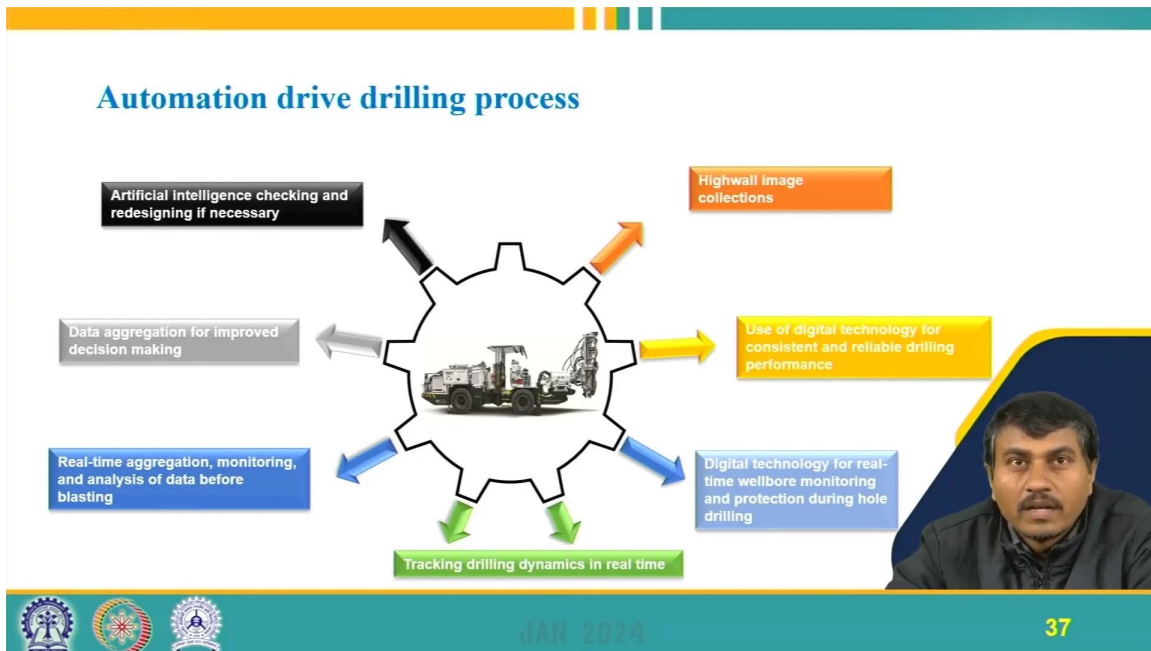 Automation drive drilling process
Artificial intelligence checking and
redesigning if necessary
Highwall image
collections
Data aggregation for improved
decision making
Use of digital technology for
consistent and reliable drilling
performance
Real-time aggregation, monitoring,
and analysis of data before
blasting
Digital technology for real-
time wellbore monitoring
and protection during hole
drilling
Tracking drilling dynamics in real time
JAN 2024
37